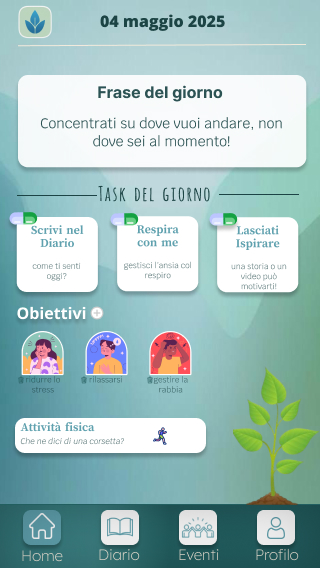 04 maggio 2025
Frase del giorno
Concentrati su dove vuoi andare, non
dove sei al momento!
Task del giorno
Scrivi nel
Diario
come ti senti
oggi?
Respira
con me
gestisci l'ansia col
respiro
Lasciati
Ispirare
una storia o un
video può
motivarti!
Obiettivi
ridurre lo
stress
rilassarsi
gestire la
rabbia
Attività fisica
Che ne dici di una corsetta?
Home
Diario
Eventi
Profilo